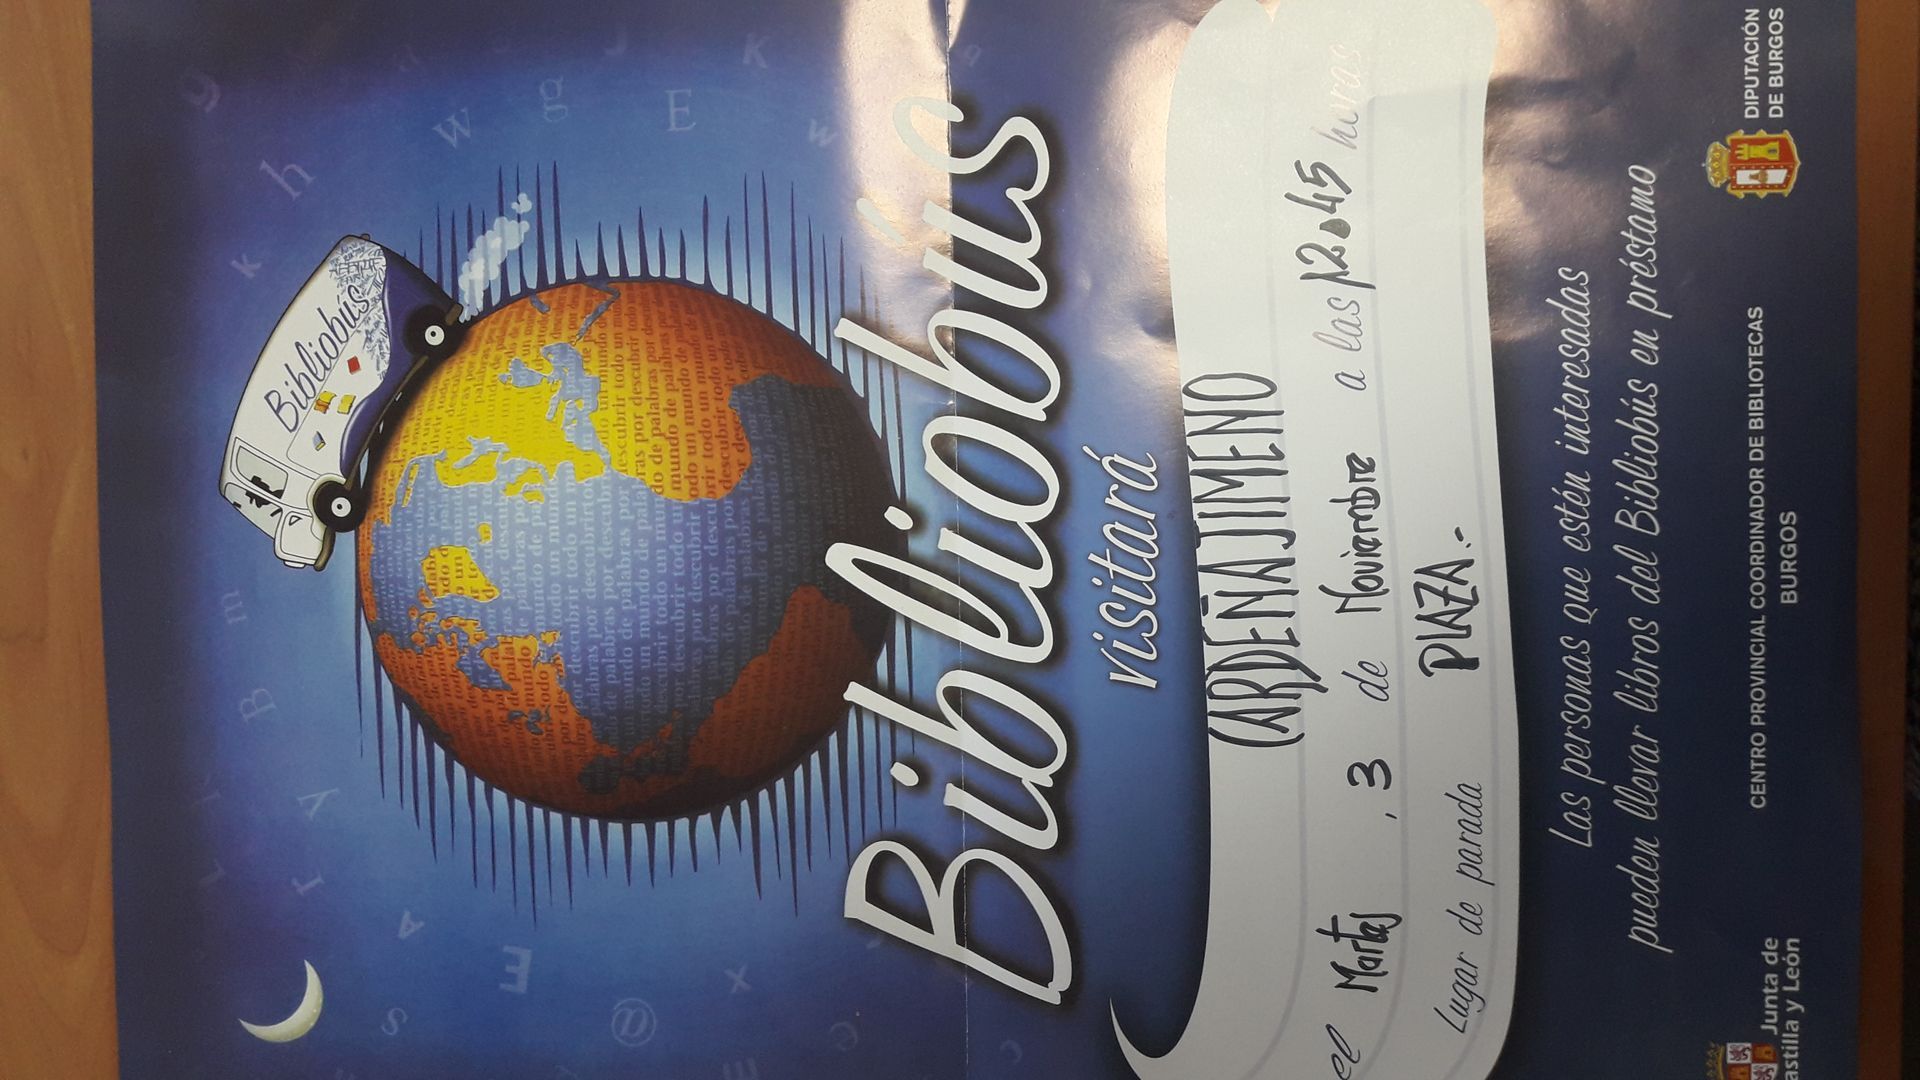 Bibliobús
Bibliobús
visitará
CARDEÑAJIMENO
el Martes, 3 de Noviembre a las 12.45 horas
Lugar de parada PLAZA.-
Las personas que estén interesadas
pueden llevar libros del Bibliobús en préstamo
Junta de
astilla y León
CENTRO PROVINCIAL COORDINADOR DE BIBLIOTECAS
BURGOS
DIPUTACIÓN
DE BURGOS